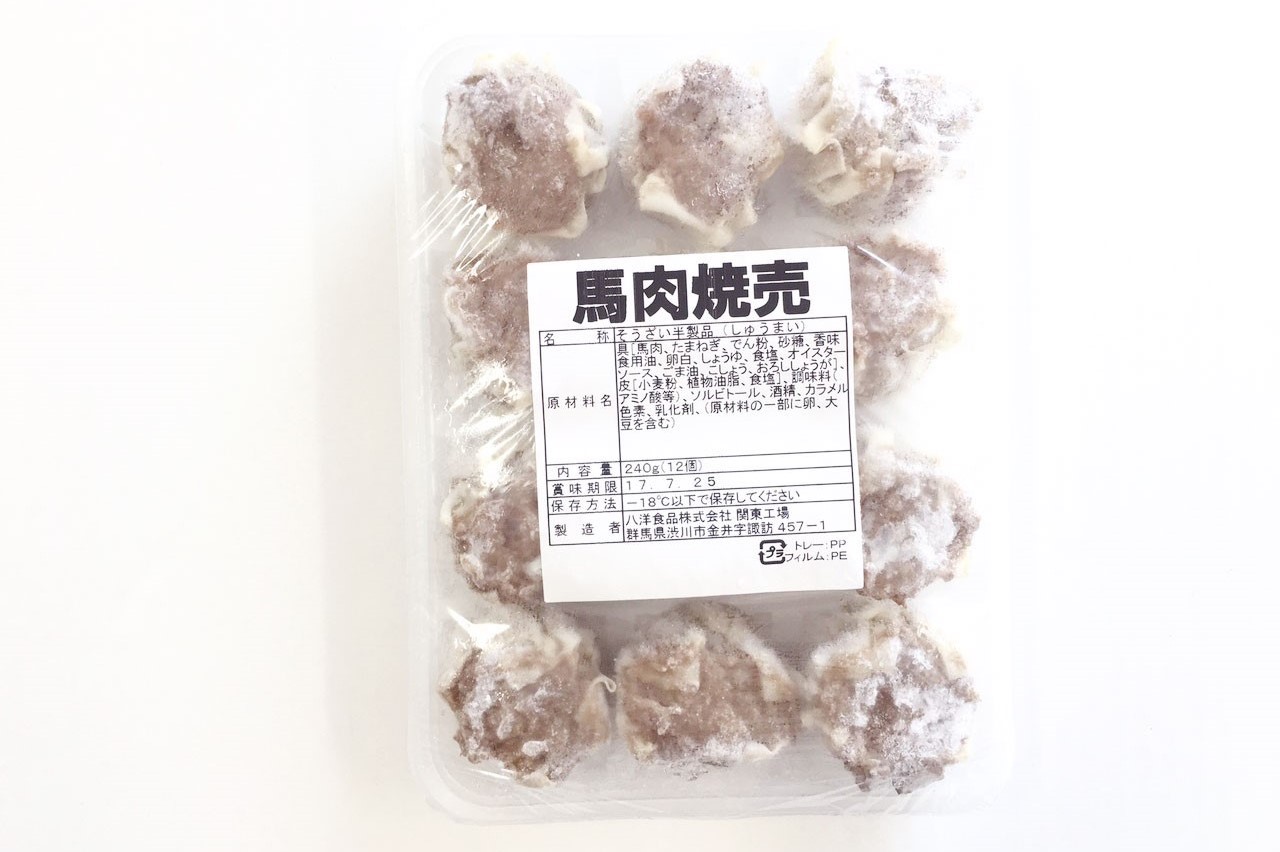 馬肉焼売
名称 そうざい半製品（しゅうまい）
原材料名 具［馬肉、たまねぎ、でん粉、砂糖、香味
食用油、卵白、しょうゆ、食塩、オイスター
ソース、ごま油、こしょう、おろししょうが］、
皮［小麦粉、植物油脂、食塩］、調味料（
アミノ酸等）、ソルビトール、酒精、カラメル
色素、乳化剤、（原材料の一部に卵、大
豆を含む）
内容量 240g（12個）
賞味期限 17. 7. 25
保存方法 －18℃以下で保存してください
製造者 八洋食品株式会社 関東工場
群馬県渋川市金井字諏訪 457－1
プラ トレー：PP
フィルム：PE